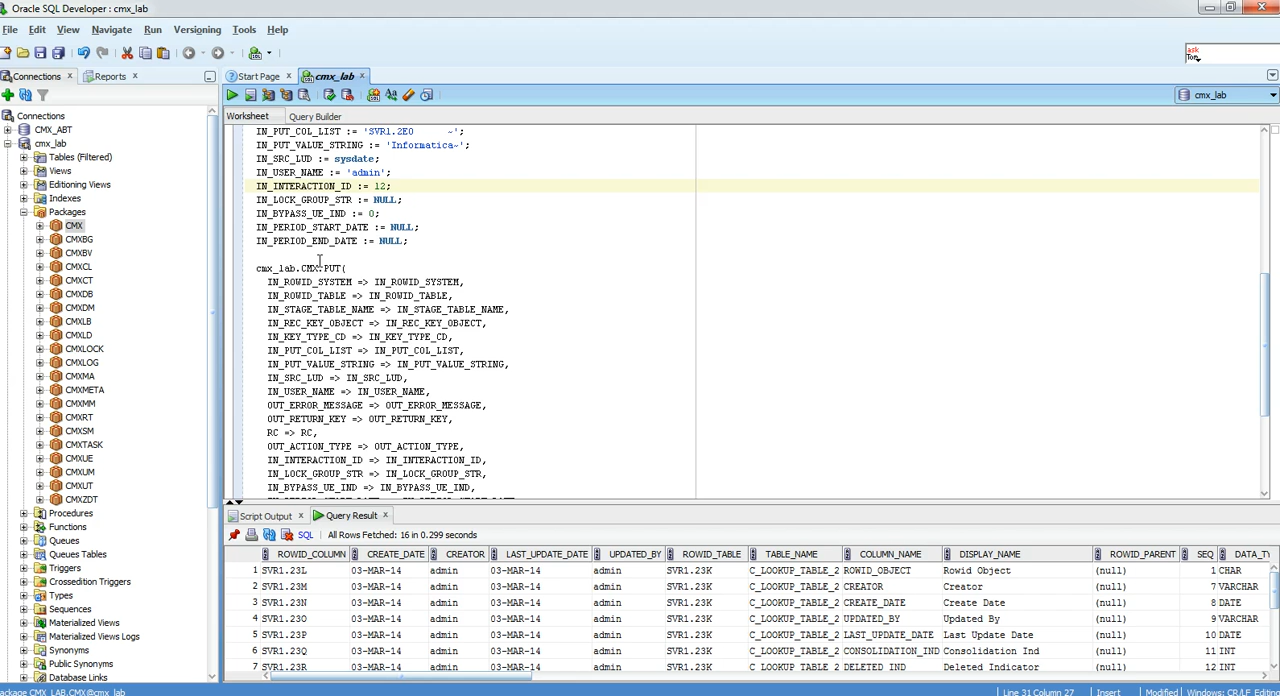 Oracle SQL Developer : cmx_lab
File Edit View Navigate Run Versioning Tools Help
ask
Tom
Connections Reports Start Page cmx_lab
cmx_lab
Worksheet Query Builder
Connections
CMX_ABT
cmx_lab
Tables (Filtered)
Views
Editioning Views
Indexes
Packages
CMX
CMXBG
CMXBV
CMXCL
CMXCT
CMXDB
CMXDM
CMXLB
CMXLD
CMXLOCK
CMXLOG
CMXMA
CMXMETA
CMXMM
CMXRT
CMXSM
CMXTASK
CMXUE
CMXUM
CMXUT
CMXZDT
Procedures
Functions
Queues
Queues Tables
Triggers
Crossedition Triggers
Types
Sequences
Materialized Views
Materialized Views Logs
Synonyms
Public Synonyms
Database Links
IN_PUT_COL_LIST := 'SVR1.2E0 ~';
IN_PUT_VALUE_STRING := 'Informatica~';
IN_SRC_LUD := sysdate;
IN_USER_NAME := 'admin';
IN_INTERACTION_ID := 12;
IN_LOCK_GROUP_STR := NULL;
IN_BYPASS_UE_IND := 0;
IN_PERIOD_START_DATE := NULL;
IN_PERIOD_END_DATE := NULL;
cmx_lab.CMX.PUT(
IN_ROWID_SYSTEM => IN_ROWID_SYSTEM,
IN_ROWID_TABLE => IN_ROWID_TABLE,
IN_STAGE_TABLE_NAME => IN_STAGE_TABLE_NAME,
IN_REC_KEY_OBJECT => IN_REC_KEY_OBJECT,
IN_KEY_TYPE_CD => IN_KEY_TYPE_CD,
IN_PUT_COL_LIST => IN_PUT_COL_LIST,
IN_PUT_VALUE_STRING => IN_PUT_VALUE_STRING,
IN_SRC_LUD => IN_SRC_LUD,
IN_USER_NAME => IN_USER_NAME,
OUT_ERROR_MESSAGE => OUT_ERROR_MESSAGE,
OUT_RETURN_KEY => OUT_RETURN_KEY,
RC => RC,
OUT_ACTION_TYPE => OUT_ACTION_TYPE,
IN_INTERACTION_ID => IN_INTERACTION_ID,
IN_LOCK_GROUP_STR => IN_LOCK_GROUP_STR,
IN_BYPASS_UE_IND => IN_BYPASS_UE_IND,
Script Output Query Result
SQL All Rows Fetched: 16 in 0.299 seconds
ROWID_COLUMN CREATE_DATE CREATOR LAST_UPDATE_DATE UPDATED_BY ROWID_TABLE TABLE_NAME COLUMN_NAME DISPLAY_NAME ROWID_PARENT SEQ DATA_TY
1 SVR1.23L 03-MAR-14 admin 03-MAR-14 admin SVR1.23K C_LOOKUP_TABLE_2 ROWID_OBJECT Rowid Object (null) 1 CHAR
2 SVR1.23M 03-MAR-14 admin 03-MAR-14 admin SVR1.23K C_LOOKUP_TABLE_2 CREATOR Creator (null) 7 VARCHAR
3 SVR1.23N 03-MAR-14 admin 03-MAR-14 admin SVR1.23K C_LOOKUP_TABLE_2 CREATE_DATE Create Date (null) 8 DATE
4 SVR1.23O 03-MAR-14 admin 03-MAR-14 admin SVR1.23K C_LOOKUP_TABLE_2 UPDATED_BY Updated By (null) 9 VARCHAR
5 SVR1.23P 03-MAR-14 admin 03-MAR-14 admin SVR1.23K C_LOOKUP_TABLE_2 LAST_UPDATE_DATE Last Update Date (null) 10 DATE
6 SVR1.23Q 03-MAR-14 admin 03-MAR-14 admin SVR1.23K C_LOOKUP_TABLE_2 CONSOLIDATION_IND Consolidation Ind (null) 11 INT
7 SVR1.23R 03-MAR-14 admin 03-MAR-14 admin SVR1.23K C_LOOKUP_TABLE_2 DELETED_IND Deleted Indicator (null) 12 INT
ackage CMX_LAB.CMX@cmx_lab Line 31 Column 27 Insert Modified Windows: CR/LF Editing